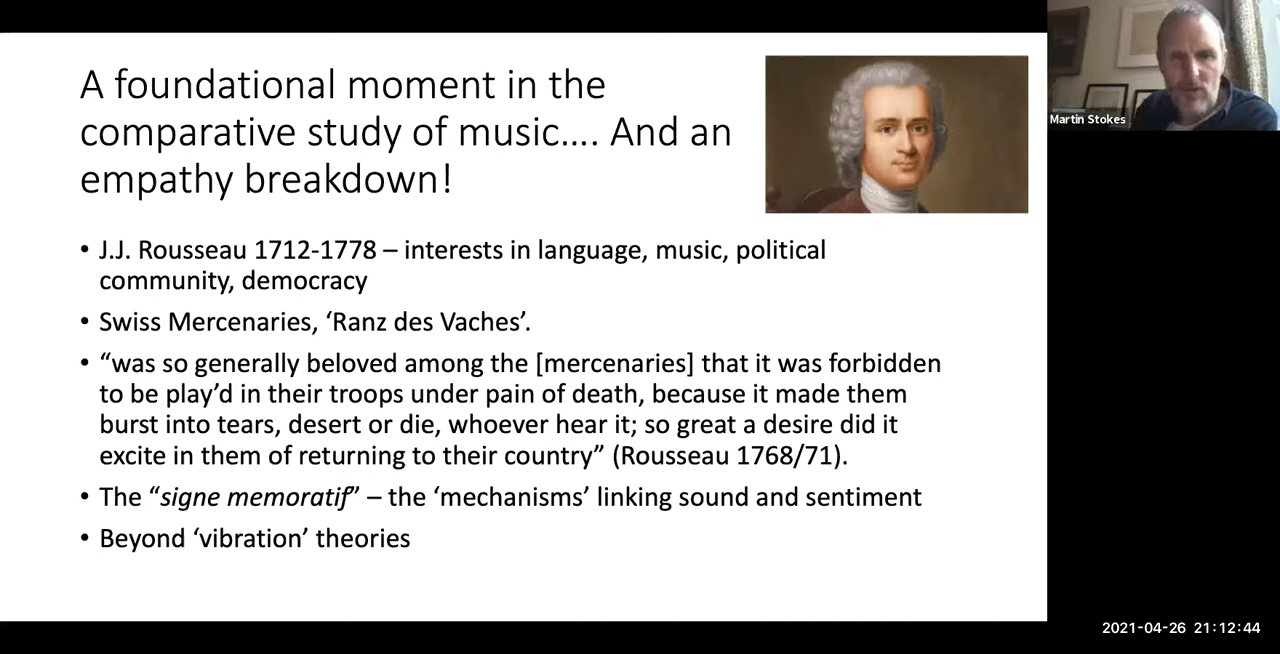 A foundational moment in the
comparative study of music…. And an
empathy breakdown!
• J.J. Rousseau 1712-1778 – interests in language, music, political
community, democracy
• Swiss Mercenaries, ‘Ranz des Vaches’.
• “was so generally beloved among the [mercenaries] that it was forbidden
to be play’d in their troops under pain of death, because it made them
burst into tears, desert or die, whoever hear it; so great a desire did it
excite in them of returning to their country” (Rousseau 1768/71).
• The “signe memoratif” – the ‘mechanisms’ linking sound and sentiment
• Beyond ‘vibration’ theories
Martin Stokes
2021-04-26 21:12:44